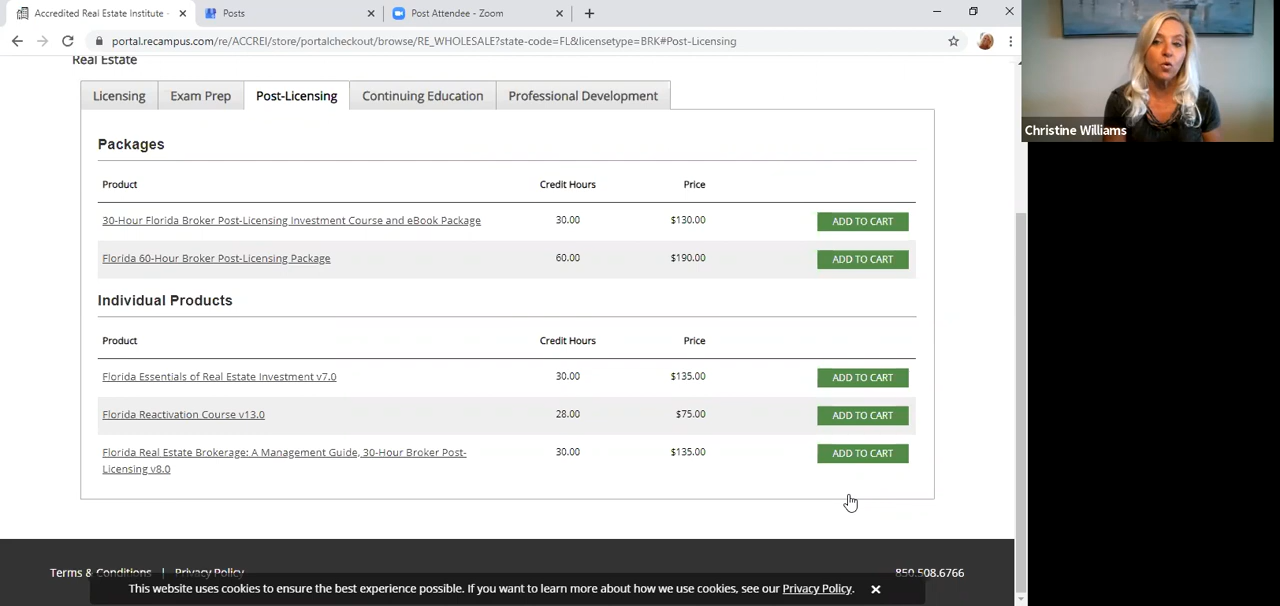 Accredited Real Estate Institute -
Posts
Post Attendee - Zoom
portal.recampus.com/re/ACCREI/store/portalcheckout/browse/RE_WHOLESALE?state-code=FL&licensetype=BRK#Post-Licensing
Real Estate
Licensing
Exam Prep
Post-Licensing
Continuing Education
Professional Development
Christine Williams
Packages
Product Credit Hours Price
30-Hour Florida Broker Post-Licensing Investment Course and eBook Package 30.00 $130.00 ADD TO CART
Florida 60-Hour Broker Post-Licensing Package 60.00 $190.00 ADD TO CART
Individual Products
Product Credit Hours Price
Florida Essentials of Real Estate Investment v7.0 30.00 $135.00 ADD TO CART
Florida Reactivation Course v13.0 28.00 $75.00 ADD TO CART
Florida Real Estate Brokerage: A Management Guide, 30-Hour Broker Post- 30.00 $135.00 ADD TO CART
Licensing v8.0
Terms & Conditions | Privacy Policy 850.508.6766
This website uses cookies to ensure the best experience possible. If you want to learn more about how we use cookies, see our Privacy Policy.